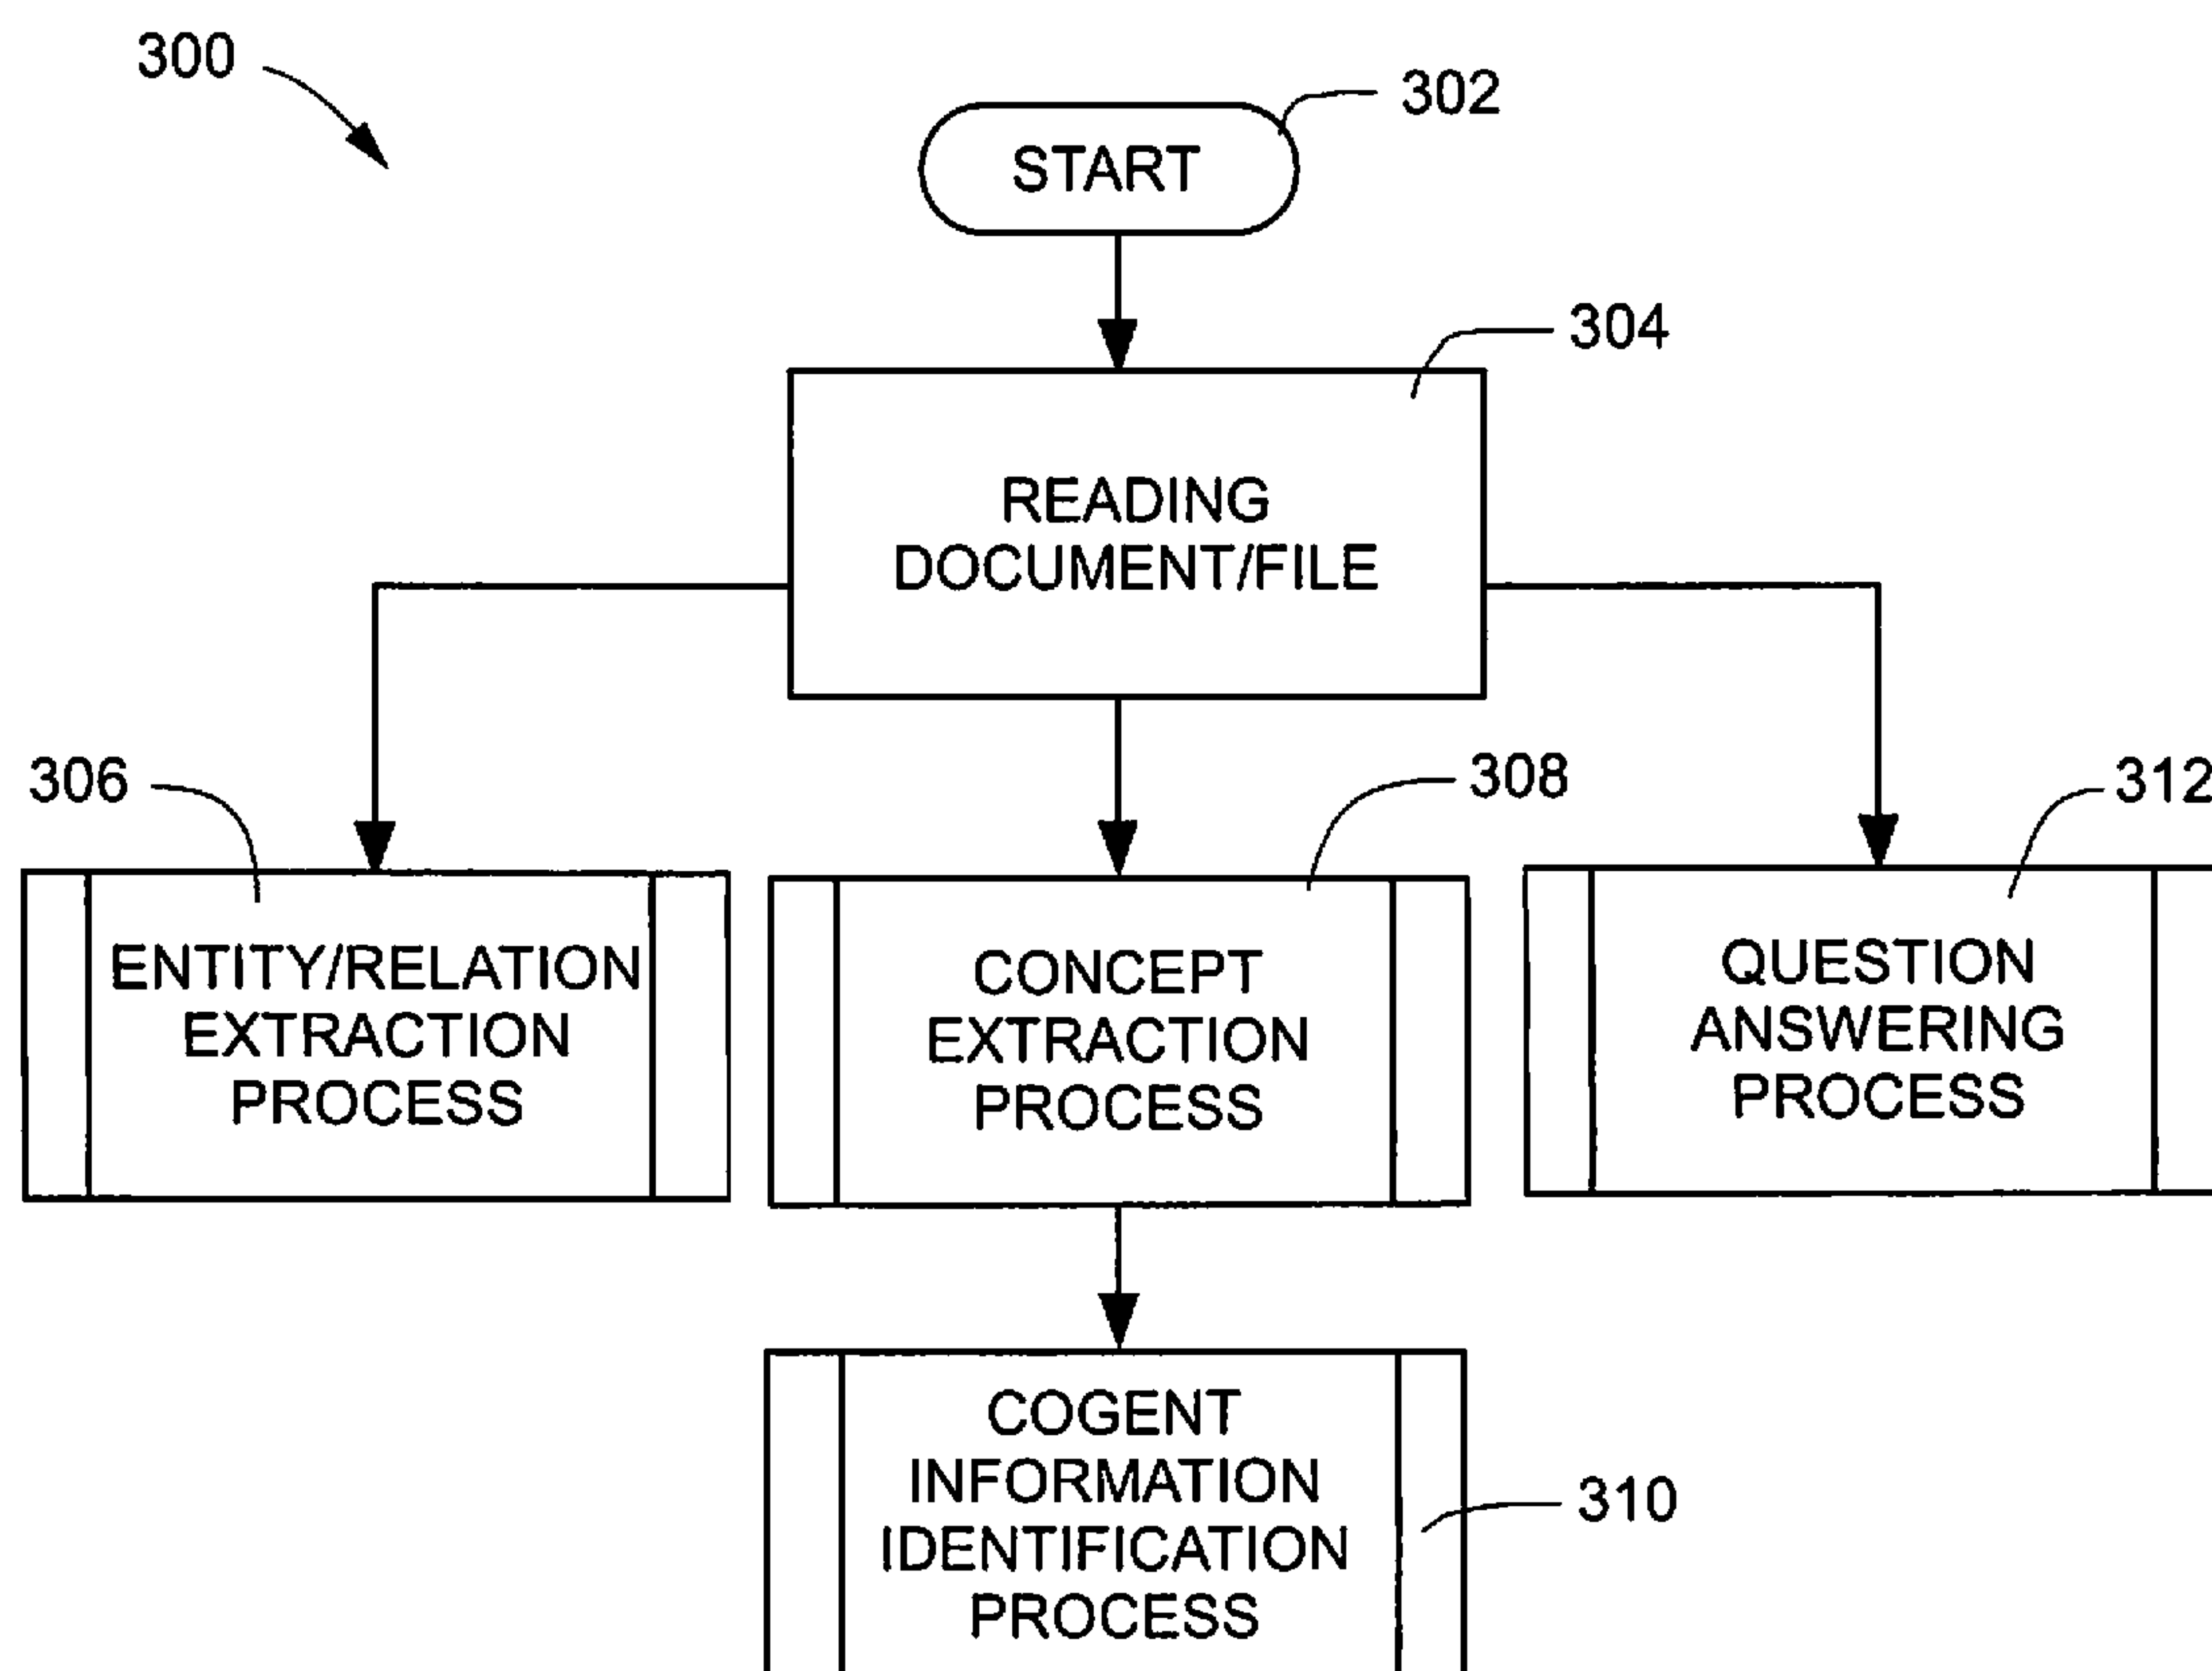 300
302
START
304
READING
DOCUMENT/FILE
306
308
312
ENTITY/RELATION
EXTRACTION
PROCESS
CONCEPT
EXTRACTION
PROCESS
QUESTION
ANSWERING
PROCESS
COGENT
INFORMATION
IDENTIFICATION
PROCESS
310